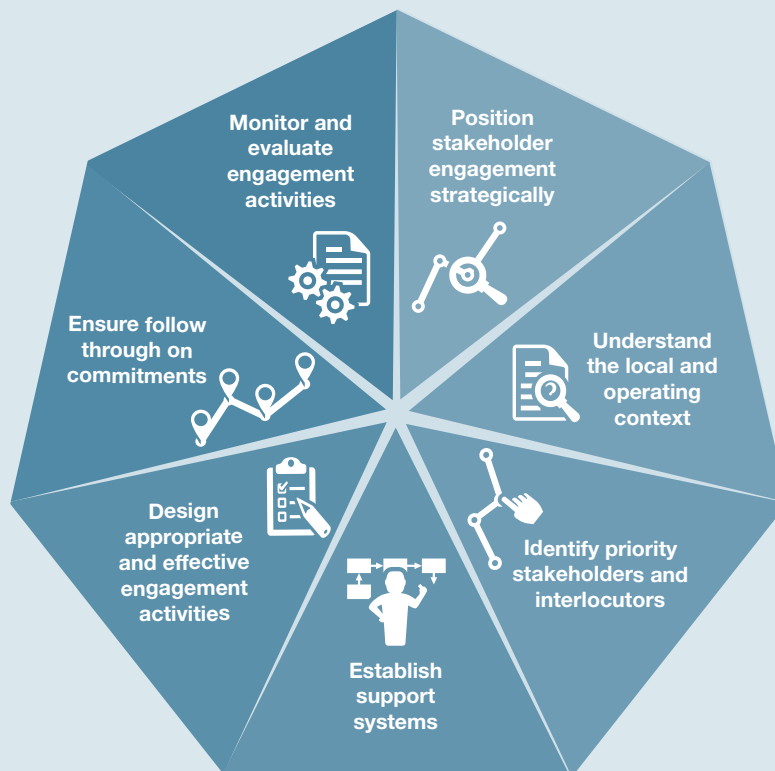 Position
stakeholder
engagement
strategically
Understand
the local and
operating
context
Identify priority
stakeholders and
interlocutors
Establish
support
systems
Design
appropriate
and effective
engagement
activities
Ensure follow
through on
commitments
Monitor and
evaluate
engagement
activities